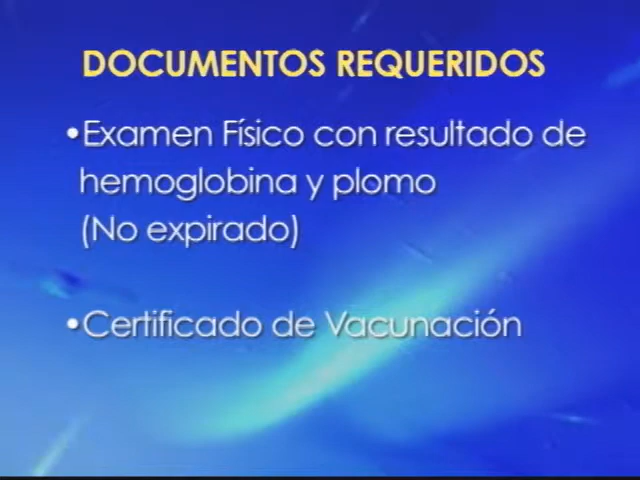 DOCUMENTOS REQUERIDOS
•Examen Físico con resultado de
hemoglobina y plomo
(No expirado)
•Certificado de Vacunación